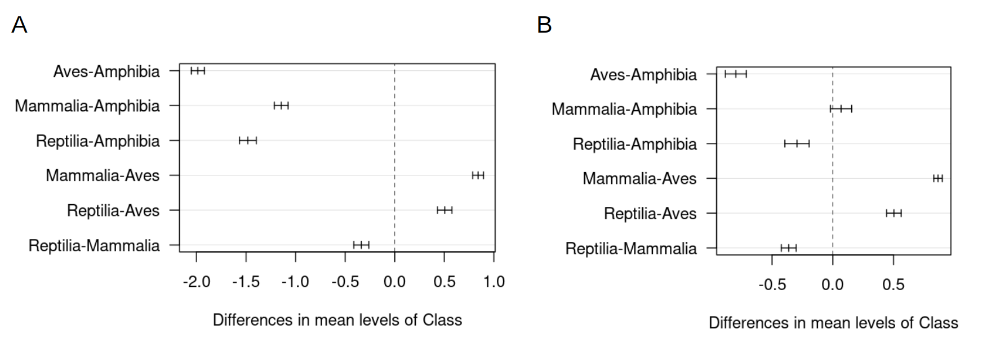 A
Aves-Amphibia
Mammalia-Amphibia
Reptilia-Amphibia
Mammalia-Aves
Reptilia-Aves
Reptilia-Mammalia
-2.0 -1.5 -1.0 -0.5 0.0 0.5 1.0
Differences in mean levels of Class
B
Aves-Amphibia
Mammalia-Amphibia
Reptilia-Amphibia
Mammalia-Aves
Reptilia-Aves
Reptilia-Mammalia
-0.5 0.0 0.5
Differences in mean levels of Class